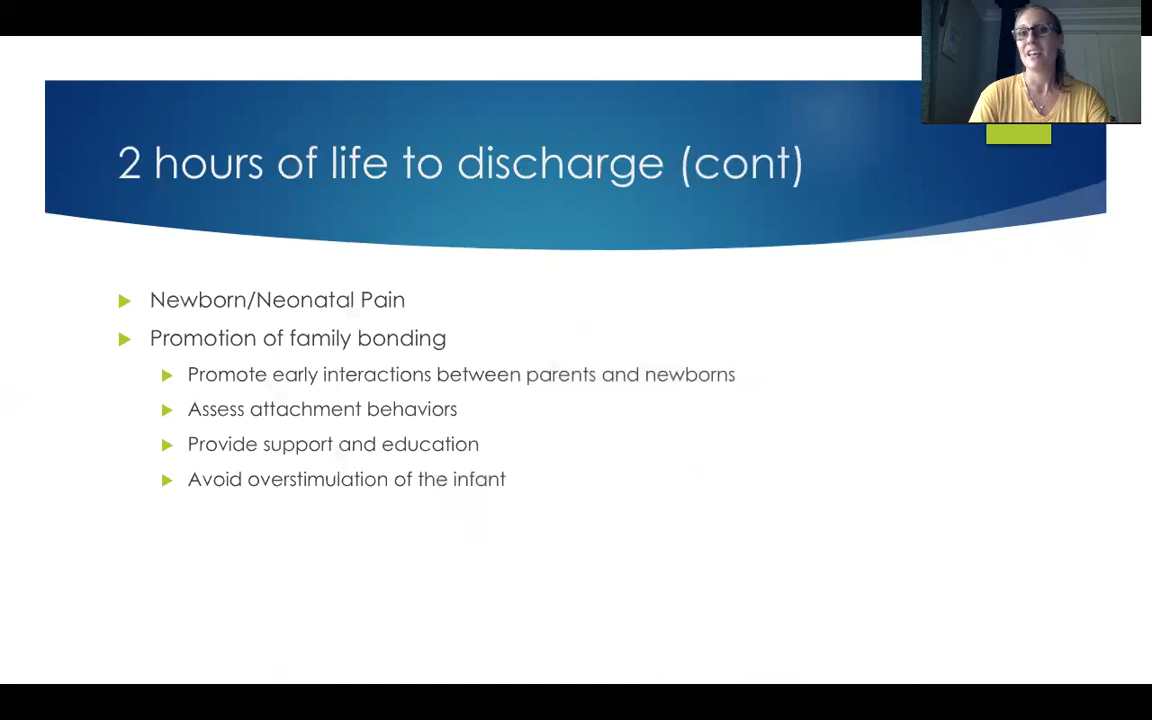 2 hours of life to discharge (cont)
Newborn/Neonatal Pain
Promotion of family bonding
Promote early interactions between parents and newborns
Assess attachment behaviors
Provide support and education
Avoid overstimulation of the infant